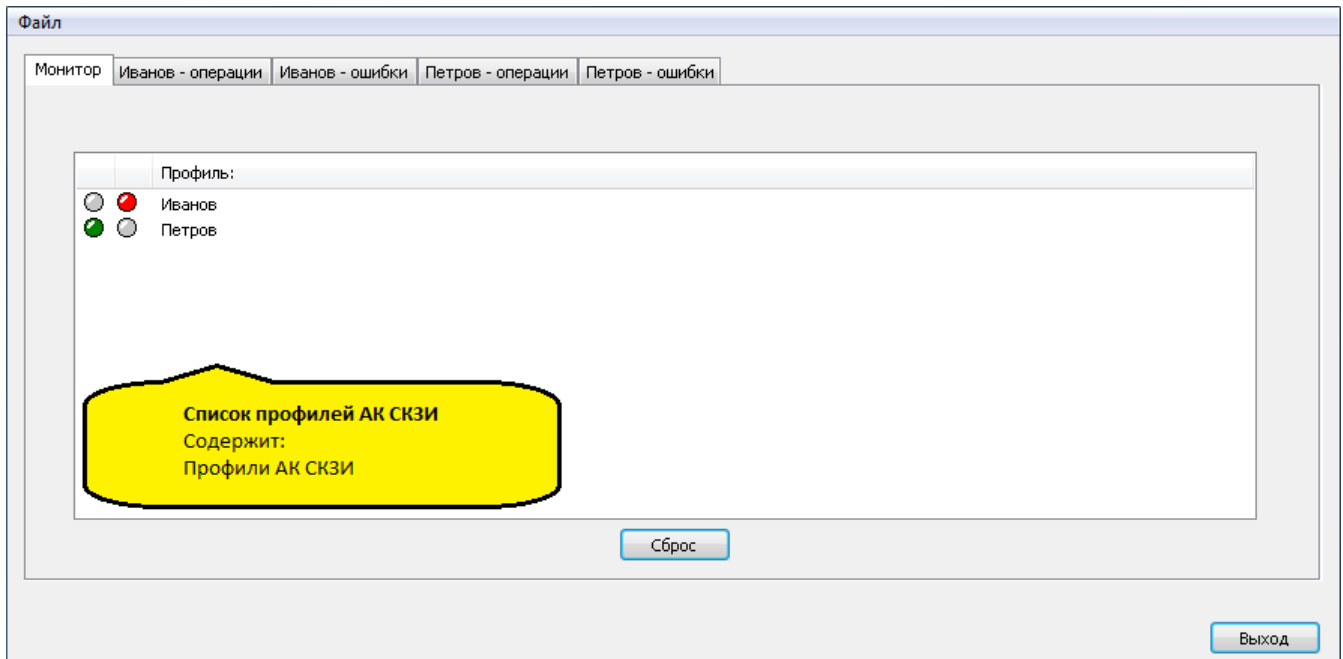 Файл
Монитор Иванов - операции Иванов - ошибки Петров - операции Петров - ошибки
Профиль:
Иванов
Петров
Список профилей АК СКЗИ
Содержит:
Профили АК СКЗИ
Сброс
Выход